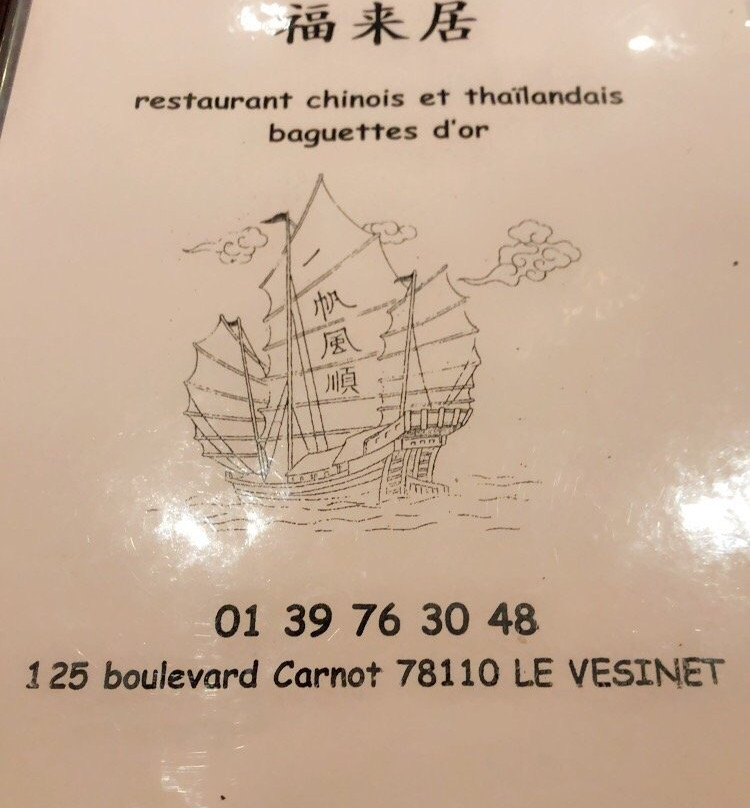 福来居
restaurant chinois et thaïlandais
baguettes d'or
一
帆
風
順
01 39 76 30 48
125 boulevard Carnot 78110 LE VESINET